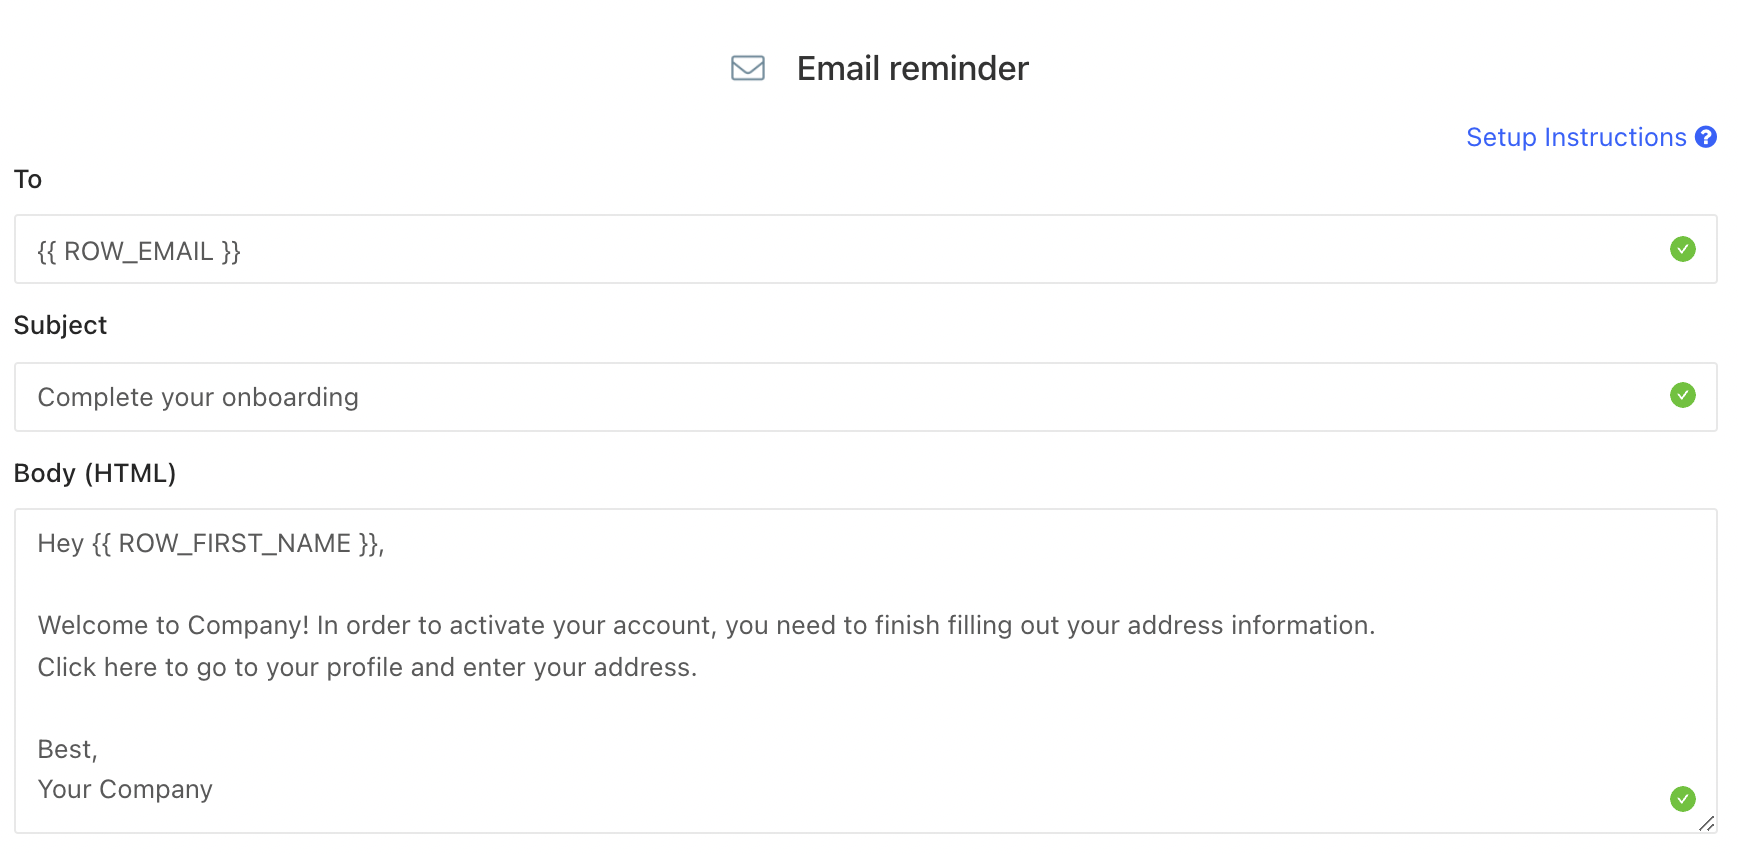 Email reminder
Setup Instructions
To
{{ ROW_EMAIL }}
Subject
Complete your onboarding
Body (HTML)
Hey {{ ROW_FIRST_NAME }},
Welcome to Company! In order to activate your account, you need to finish filling out your address information.
Click here to go to your profile and enter your address.
Best,
Your Company